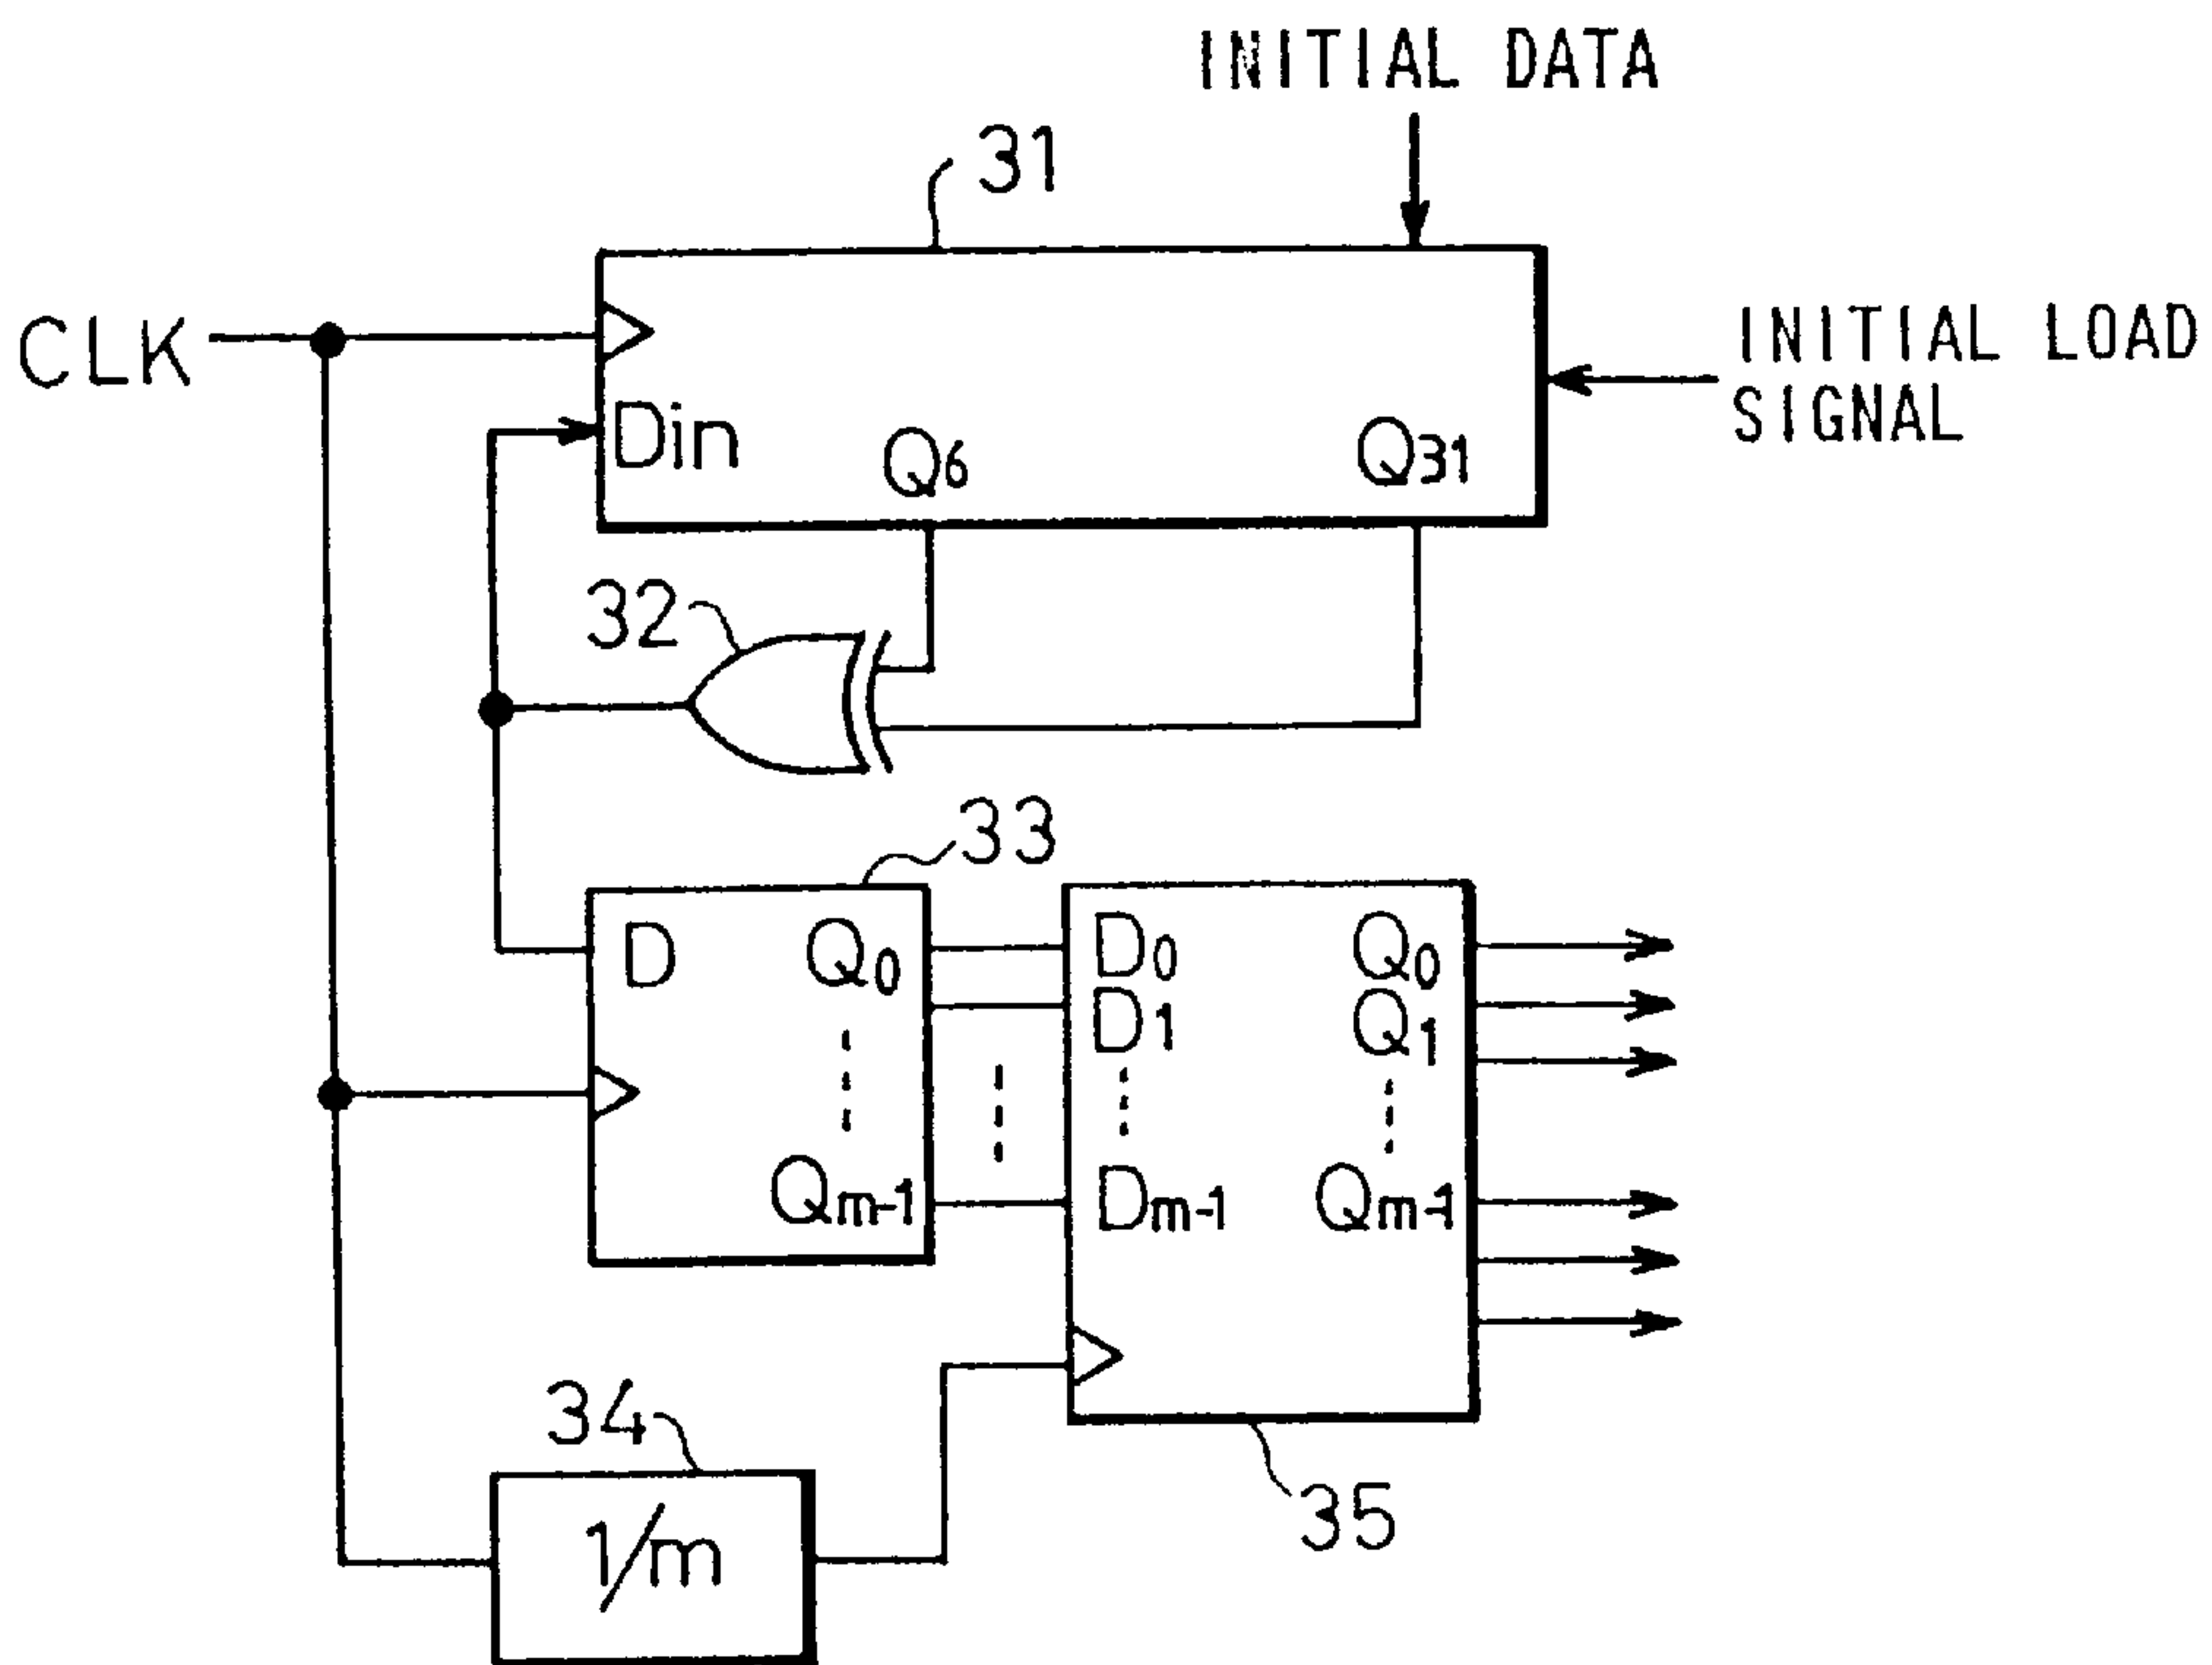 INITIAL DATA
31
CLK
INITIAL LOAD
SIGNAL
Din
Q6
Q31
32
33
D
Q0
D0
Q0
D1
Q1
Qm-1
Dm-1
Qm-1
34
1/m
35